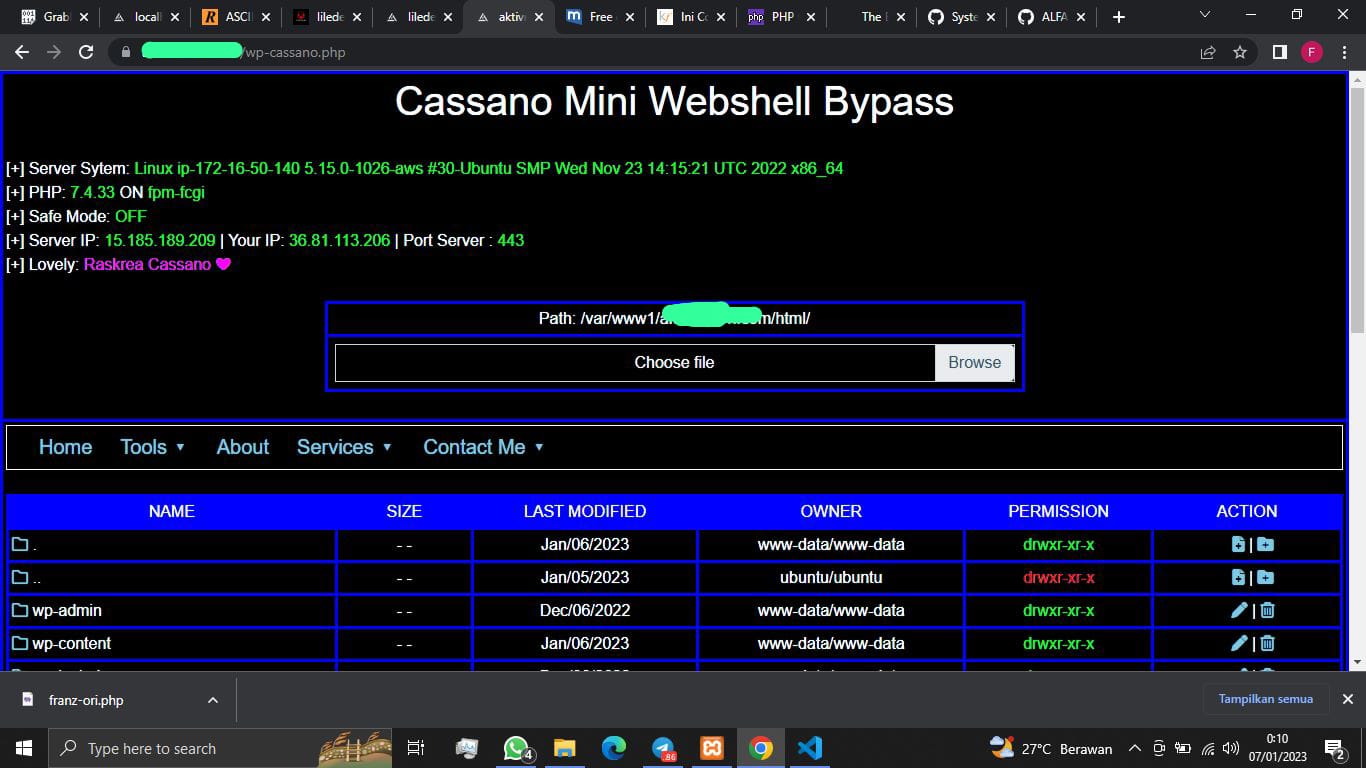 Grabl
locall
ASCII
lilede
lilede
aktiv
Free
Ini Co
PHP
The
Syste
ALFA
/wp-cassano.php
F
Cassano Mini Webshell Bypass
[+] Server Sytem: Linux ip-172-16-50-140 5.15.0-1026-aws #30-Ubuntu SMP Wed Nov 23 14:15:21 UTC 2022 x86_64
[+] PHP: 7.4.33 ON fpm-fcgi
[+] Safe Mode: OFF
[+] Server IP: 15.185.189.209 | Your IP: 36.81.113.206 | Port Server : 443
[+] Lovely: Raskrea Cassano
Path: /var/www1/a m/html/
Choose file Browse
Home Tools About Services Contact Me
NAME SIZE LAST MODIFIED OWNER PERMISSION ACTION
. - - Jan/06/2023 www-data/www-data drwxr-xr-x |
.. - - Jan/05/2023 ubuntu/ubuntu drwxr-xr-x |
wp-admin - - Dec/06/2022 www-data/www-data drwxr-xr-x |
wp-content - - Jan/06/2023 www-data/www-data drwxr-xr-x |
franz-ori.php
Tampilkan semua
Type here to search
4
86
27°C Berawan
0:10
07/01/2023
2